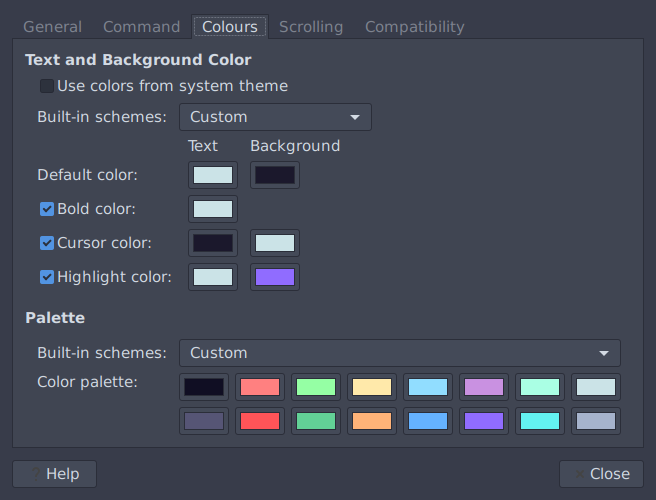 General Command Colours Scrolling Compatibility
Text and Background Color
Use colors from system theme
Built-in schemes: Custom
Text Background
Default color:
Bold color:
Cursor color:
Highlight color:
Palette
Built-in schemes: Custom
Color palette:
? Help × Close